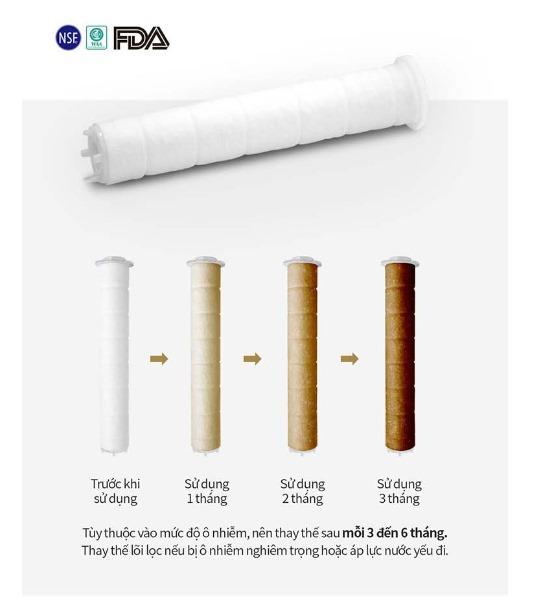 NSF FDA
Trước khi
sử dụng
Sử dụng
1 tháng
Sử dụng
2 tháng
Sử dụng
3 tháng
Tùy thuộc vào mức độ ô nhiễm, nên thay thế sau mỗi 3 đến 6 tháng.
Thay thế lõi lọc nếu bị ô nhiễm nghiêm trọng hoặc áp lực nước yếu đi.